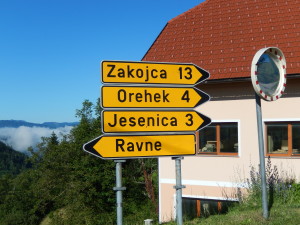 Zakojca 13
Orehek 4
Jesenica 3
Ravne